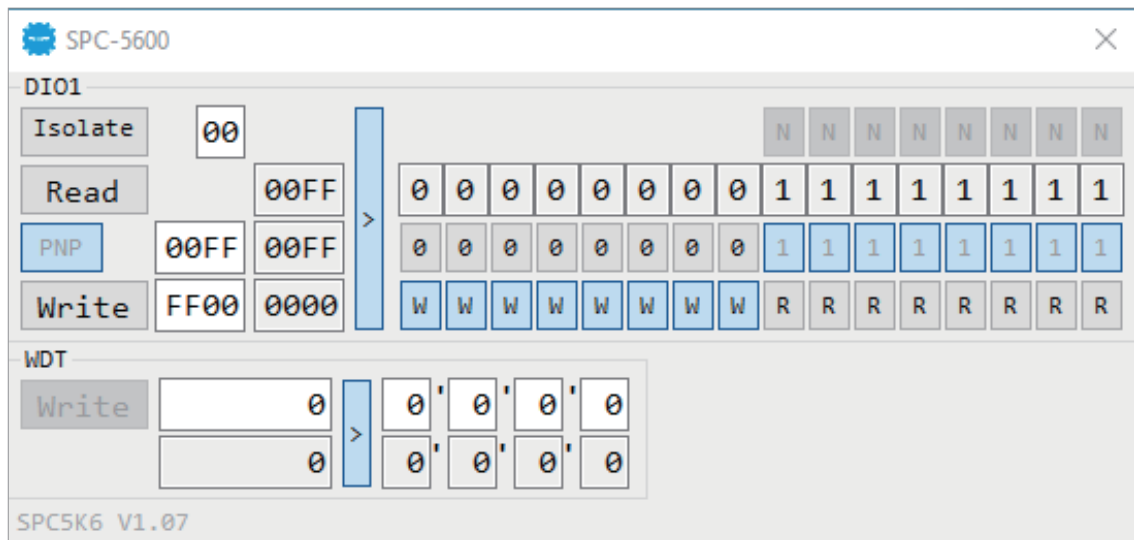 SPC-5600
DIO1
Isolate 00 N N N N N N N N
Read 00FF 0 0 0 0 0 0 0 0 1 1 1 1 1 1 1 1
>
PNP 00FF 00FF 0 0 0 0 0 0 0 0 1 1 1 1 1 1 1 1
Write FF00 0000 W W W W W W W W R R R R R R R R
WDT
Write 0 0 ' 0 ' 0 ' 0
>
0 0 ' 0 ' 0 ' 0
SPC5K6 V1.07